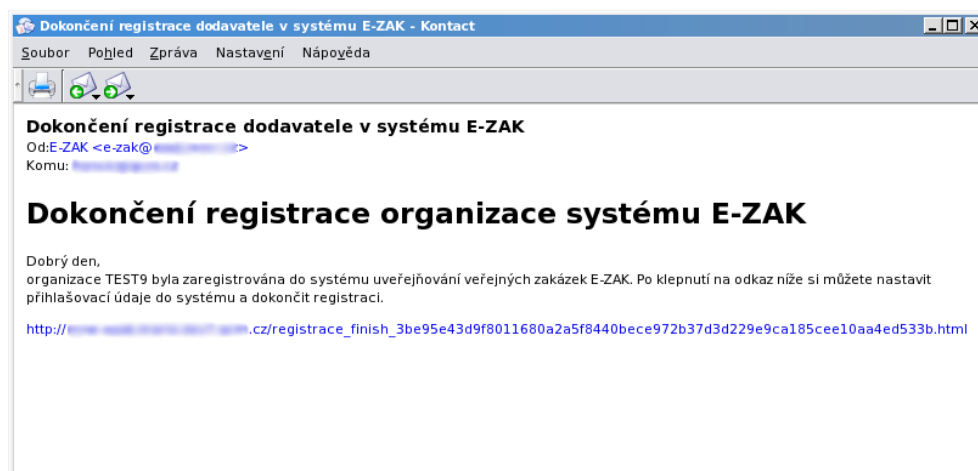 Dokončení registrace dodavatele v systému E-ZAK - Kontact
Soubor Pohled Zpráva Nastavení Nápověda
Dokončení registrace dodavatele v systému E-ZAK
Od:E-ZAK <e-zak@
Komu:
Dokončení registrace organizace systému E-ZAK
Dobrý den,
organizace TEST9 byla zaregistrována do systému uveřejňování veřejných zakázek E-ZAK. Po klepnutí na odkaz níže si můžete nastavit
přihlašovací údaje do systému a dokončit registraci.
http:// .cz/registrace_finish_3be95e43d9f8011680a2a5f8440bece972b37d3d229e9ca185cee10aa4ed533b.html